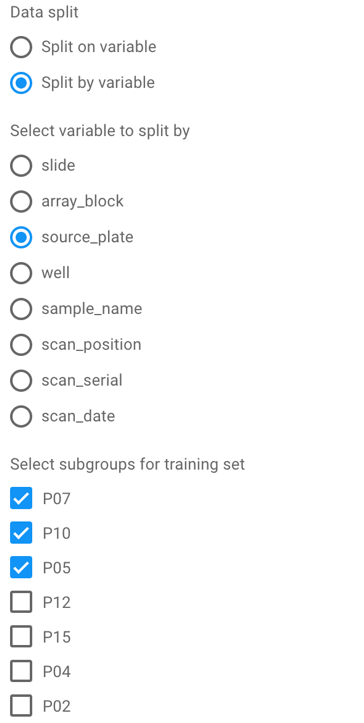 Data split
Split on variable
Split by variable
Select variable to split by
slide
array_block
source_plate
well
sample_name
scan_position
scan_serial
scan_date
Select subgroups for training set
P07
P10
P05
P12
P15
P04
P02